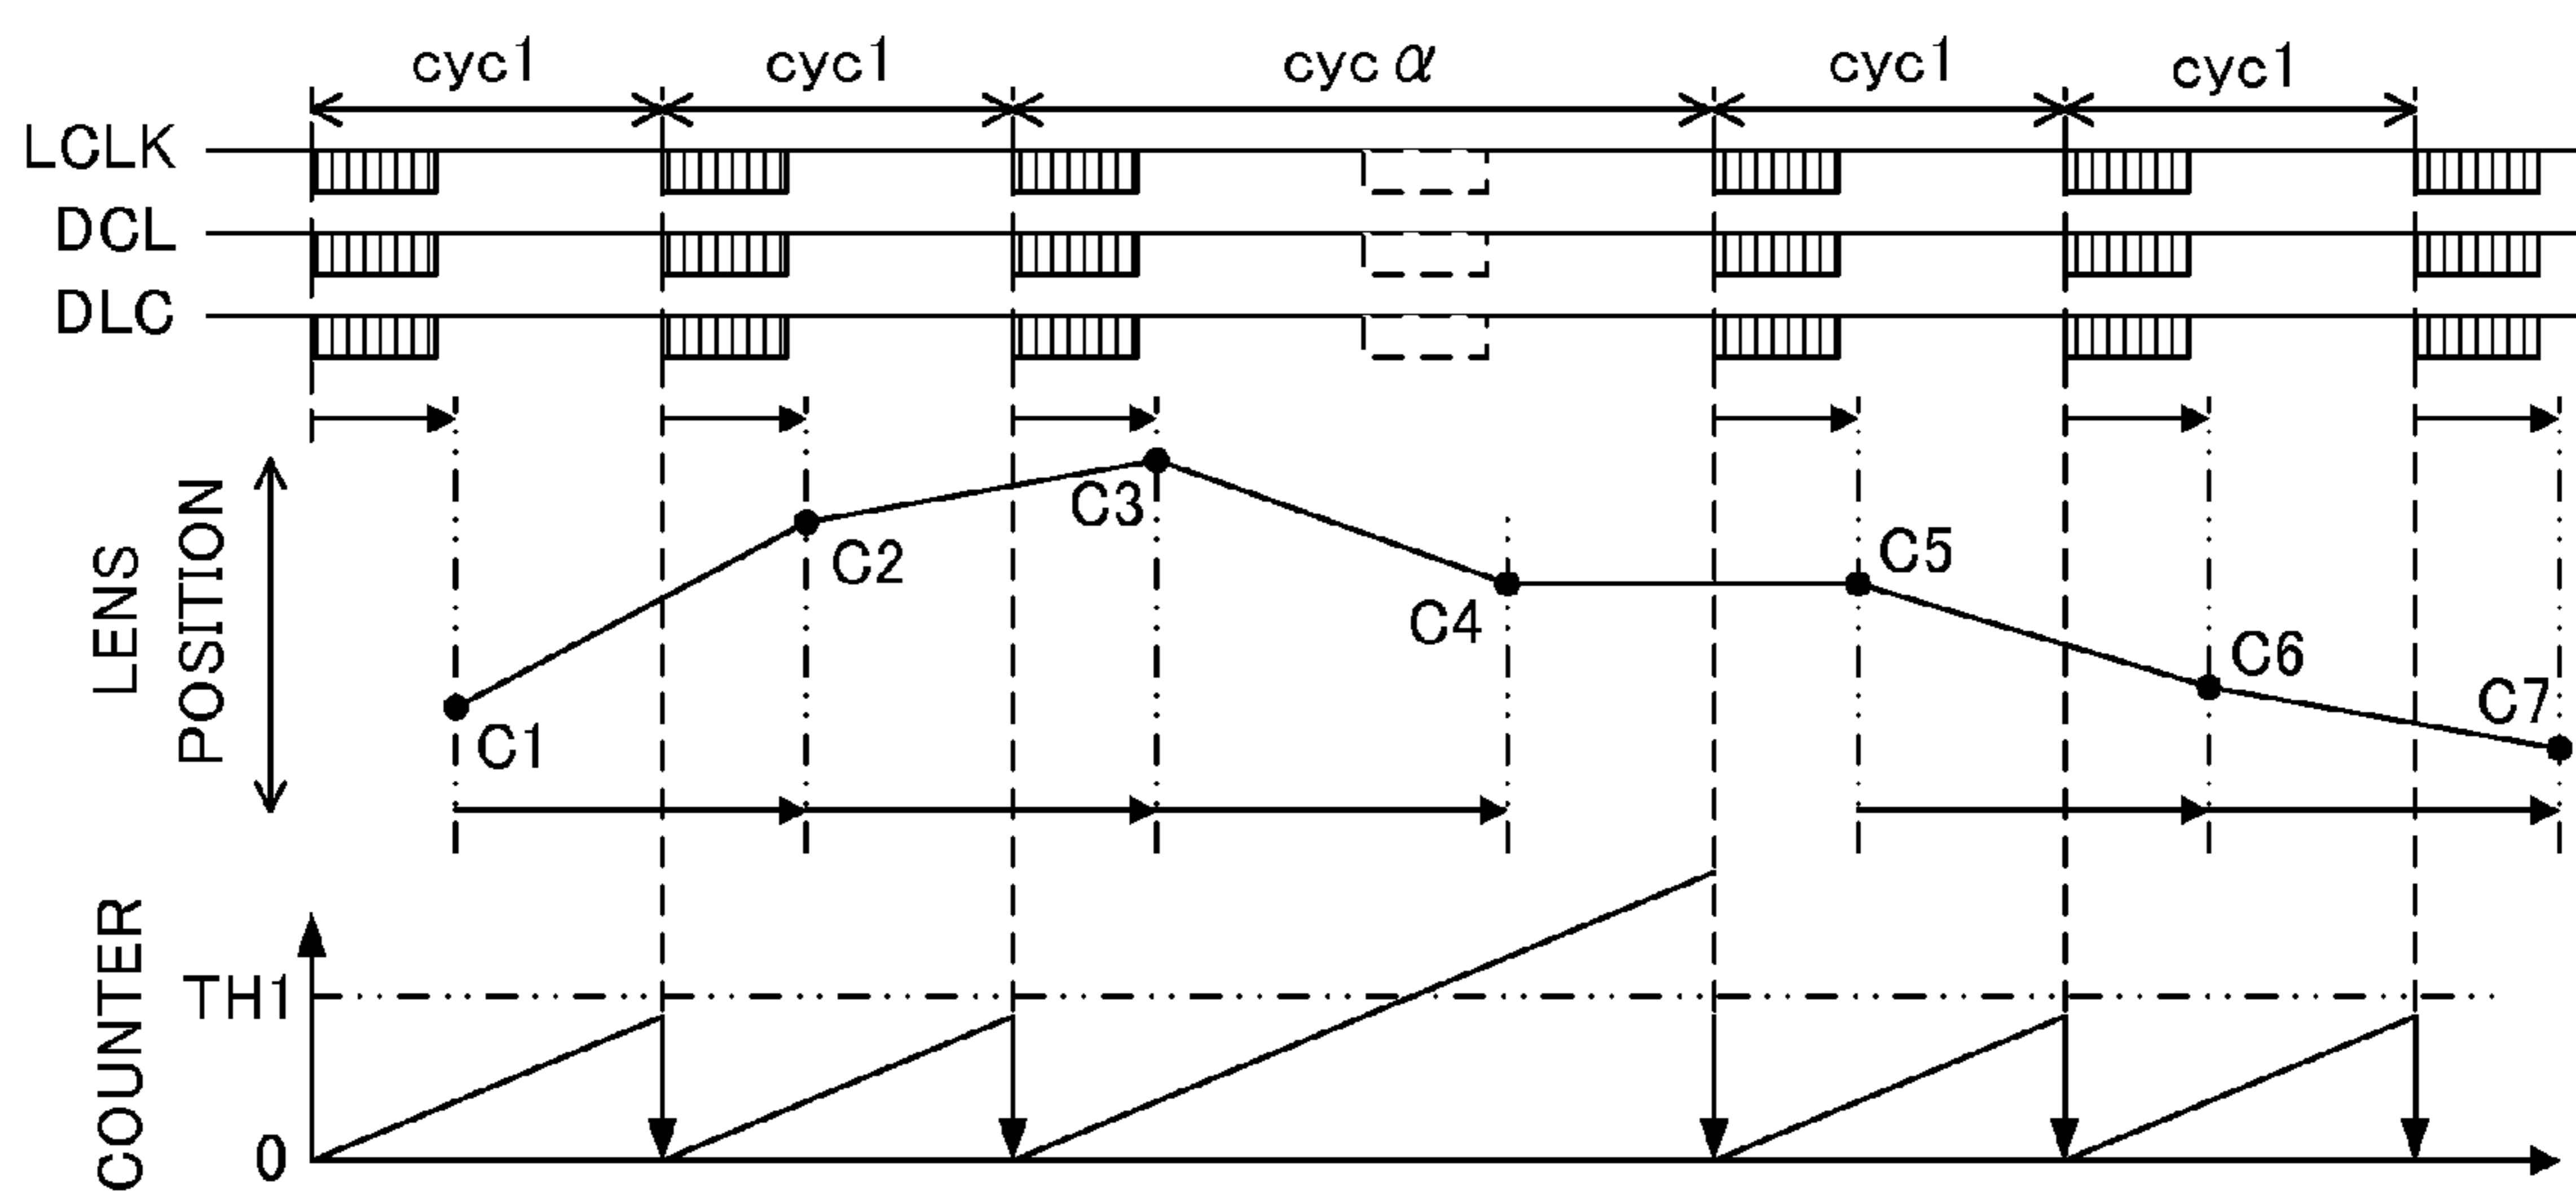 cyc1 cyc1 cyc α cyc1 cyc1
LCLK
DCL
DLC
LENS
POSITION
C1
C2
C3
C4
C5
C6
C7
COUNTER
TH1
0